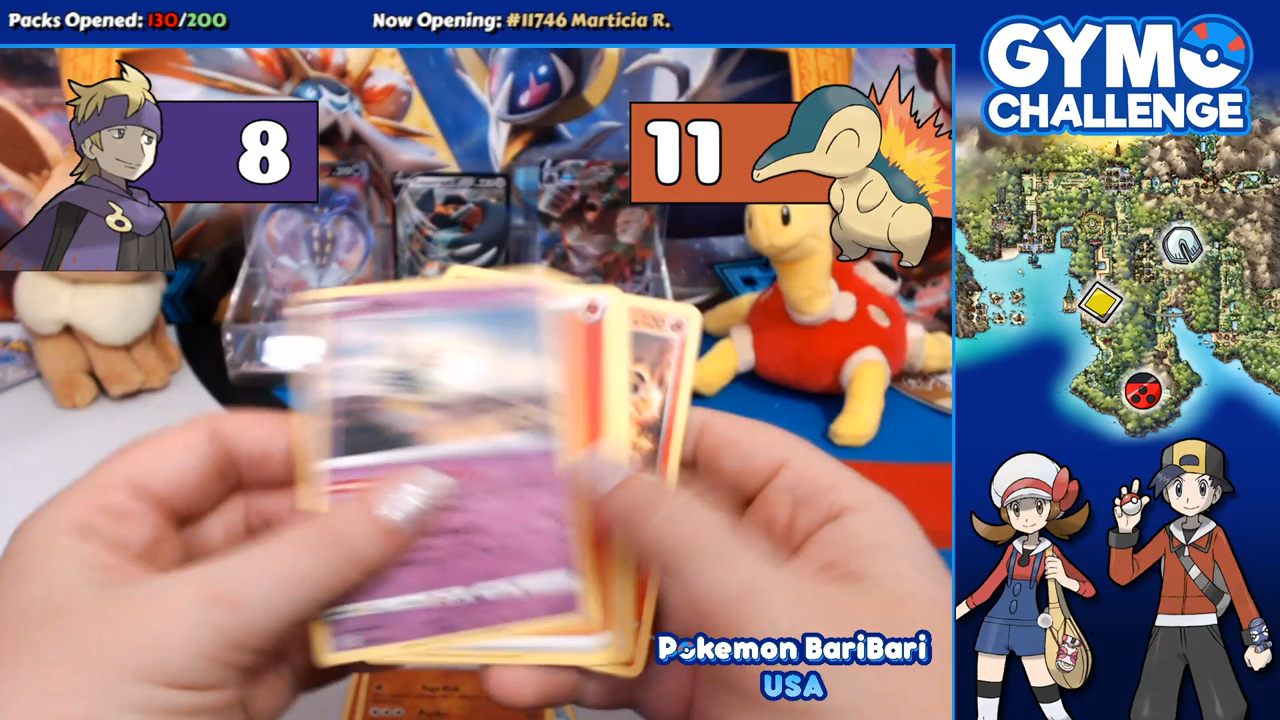 Packs Opened: 130/200
Now Opening: #11746 Marticia R.
GYM
CHALLENGE
8
11
Pokemon BariBari
USA